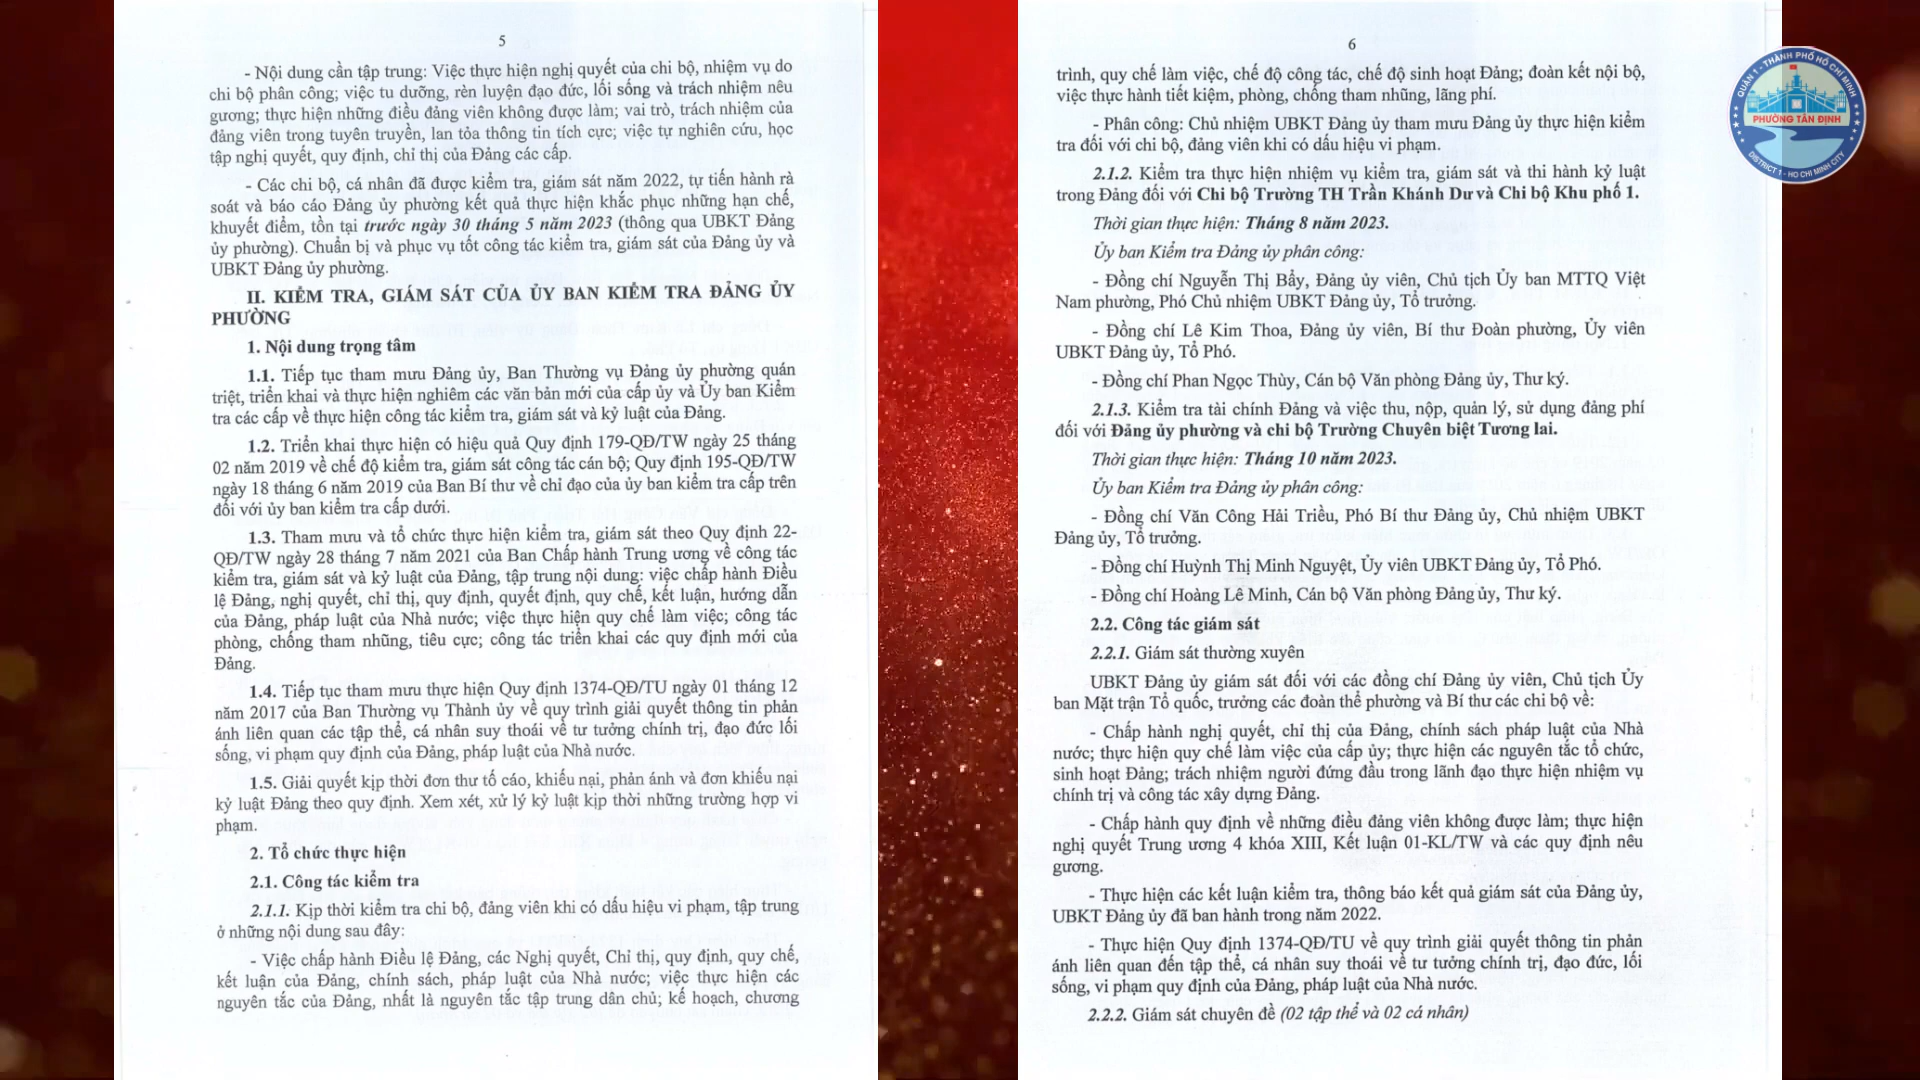 5
- Nội dung cần tập trung: Việc thực hiện nghị quyết của chi bộ, nhiệm vụ do
chi bộ phân công; việc tu dưỡng, rèn luyện đạo đức, lối sống và trách nhiệm nêu
gương; thực hiện những điều đảng viên không được làm; vai trò, trách nhiệm của
đảng viên trong tuyên truyền, lan tỏa thông tin tích cực; việc tự nghiên cứu, học
tập nghị quyết, quy định, chỉ thị của Đảng các cấp.
- Các chi bộ, cá nhân đã được kiểm tra, giám sát năm 2022, tự tiến hành rà
soát và báo cáo Đảng ủy phường kết quả thực hiện khắc phục những hạn chế,
khuyết điểm, tồn tại trước ngày 30 tháng 5 năm 2023 (thông qua UBKT Đảng
ủy phường). Chuẩn bị và phục vụ tốt công tác kiểm tra, giám sát của Đảng ủy và
UBKT Đảng ủy phường.
II. KIỂM TRA, GIÁM SÁT CỦA ỦY BAN KIỂM TRA ĐẢNG ỦY
PHƯỜNG
1. Nội dung trọng tâm
1.1. Tiếp tục tham mưu Đảng ủy, Ban Thường vụ Đảng ủy phường quán
triệt, triển khai và thực hiện nghiêm các văn bản mới của cấp ủy và Ủy ban Kiểm
tra các cấp về thực hiện công tác kiểm tra, giám sát và kỷ luật của Đảng.
1.2. Triển khai thực hiện có hiệu quả Quy định 179-QĐ/TW ngày 25 tháng
02 năm 2019 về chế độ kiểm tra, giám sát công tác cán bộ; Quy định 195-QĐ/TW
ngày 18 tháng 6 năm 2019 của Ban Bí thư về chỉ đạo của ủy ban kiểm tra cấp trên
đối với ủy ban kiểm tra cấp dưới.
1.3. Tham mưu và tổ chức thực hiện kiểm tra, giám sát theo Quy định 22-
QĐ/TW ngày 28 tháng 7 năm 2021 của Ban Chấp hành Trung ương về công tác
kiểm tra, giám sát và kỷ luật của Đảng, tập trung nội dung: việc chấp hành Điều
lệ Đảng, nghị quyết, chỉ thị, quy định, quyết định, quy chế, kết luận, hướng dẫn
của Đảng, pháp luật của Nhà nước; việc thực hiện quy chế làm việc; công tác
phòng, chống tham nhũng, tiêu cực; công tác triển khai các quy định mới của
Đảng.
1.4. Tiếp tục tham mưu thực hiện Quy định 1374-QĐ/TU ngày 01 tháng 12
năm 2017 của Ban Thường vụ Thành ủy về quy trình giải quyết thông tin phản
ánh liên quan các tập thể, cá nhân suy thoái về tư tưởng chính trị, đạo đức lối
sống, vi phạm quy định của Đảng, pháp luật của Nhà nước.
1.5. Giải quyết kịp thời đơn thư tố cáo, khiếu nại, phản ánh và đơn khiếu nại
kỷ luật Đảng theo quy định. Xem xét, xử lý kỷ luật kịp thời những trường hợp vi
phạm.
2. Tổ chức thực hiện
2.1. Công tác kiểm tra
2.1.1. Kịp thời kiểm tra chi bộ, đảng viên khi có dấu hiệu vi phạm, tập trung
ở những nội dung sau đây:
- Việc chấp hành Điều lệ Đảng, các Nghị quyết, Chỉ thị, quy định, quy chế,
kết luận của Đảng, chính sách, pháp luật của Nhà nước; việc thực hiện các
nguyên tắc của Đảng, nhất là nguyên tắc tập trung dân chủ; kế hoạch, chương
6
trình, quy chế làm việc, chế độ công tác, chế độ sinh hoạt Đảng; đoàn kết nội bộ,
việc thực hành tiết kiệm, phòng, chống tham nhũng, lãng phí.
- Phân công: Chủ nhiệm UBKT Đảng ủy tham mưu Đảng ủy thực hiện kiểm
tra đối với chi bộ, đảng viên khi có dấu hiệu vi phạm.
2.1.2. Kiểm tra thực hiện nhiệm vụ kiểm tra, giám sát và thi hành kỷ luật
trong Đảng đối với Chi bộ Trường TH Trần Khánh Dư và Chi bộ Khu phố 1.
Thời gian thực hiện: Tháng 8 năm 2023.
Ủy ban Kiểm tra Đảng ủy phân công:
- Đồng chí Nguyễn Thị Bẩy, Đảng ủy viên, Chủ tịch Ủy ban MTTQ Việt
Nam phường, Phó Chủ nhiệm UBKT Đảng ủy, Tổ trưởng.
- Đồng chí Lê Kim Thoa, Đảng ủy viên, Bí thư Đoàn phường, Ủy viên
UBKT Đảng ủy, Tổ Phó.
- Đồng chí Phan Ngọc Thùy, Cán bộ Văn phòng Đảng ủy, Thư ký.
2.1.3. Kiểm tra tài chính Đảng và việc thu, nộp, quản lý, sử dụng đảng phí
đối với Đảng ủy phường và chi bộ Trường Chuyên biệt Tương lai.
Thời gian thực hiện: Tháng 10 năm 2023.
Ủy ban Kiểm tra Đảng ủy phân công:
- Đồng chí Văn Công Hải Triều, Phó Bí thư Đảng ủy, Chủ nhiệm UBKT
Đảng ủy, Tổ trưởng.
- Đồng chí Huỳnh Thị Minh Nguyệt, Ủy viên UBKT Đảng ủy, Tổ Phó.
- Đồng chí Hoàng Lê Minh, Cán bộ Văn phòng Đảng ủy, Thư ký.
2.2. Công tác giám sát
2.2.1. Giám sát thường xuyên
UBKT Đảng ủy giám sát đối với các đồng chí Đảng ủy viên, Chủ tịch Ủy
ban Mặt trận Tổ quốc, trưởng các đoàn thể phường và Bí thư các chi bộ về:
- Chấp hành nghị quyết, chỉ thị của Đảng, chính sách pháp luật của Nhà
nước; thực hiện quy chế làm việc của cấp ủy; thực hiện các nguyên tắc tổ chức,
sinh hoạt Đảng; trách nhiệm người đứng đầu trong lãnh đạo thực hiện nhiệm vụ
chính trị và công tác xây dựng Đảng.
- Chấp hành quy định về những điều đảng viên không được làm; thực hiện
nghị quyết Trung ương 4 khóa XIII, Kết luận 01-KL/TW và các quy định nêu
gương.
- Thực hiện các kết luận kiểm tra, thông báo kết quả giám sát của Đảng ủy,
UBKT Đảng ủy đã ban hành trong năm 2022.
- Thực hiện Quy định 1374-QĐ/TU về quy trình giải quyết thông tin phản
ánh liên quan đến tập thể, cá nhân suy thoái về tư tưởng chính trị, đạo đức, lối
sống, vi phạm quy định của Đảng, pháp luật của Nhà nước.
2.2.2. Giám sát chuyên đề (02 tập thể và 02 cá nhân)
QUẬN 1 - THÀNH PHỐ HỒ CHÍ MINH
PHƯỜNG TÂN ĐỊNH
DISTRICT 1 - HO CHI MINH CITY